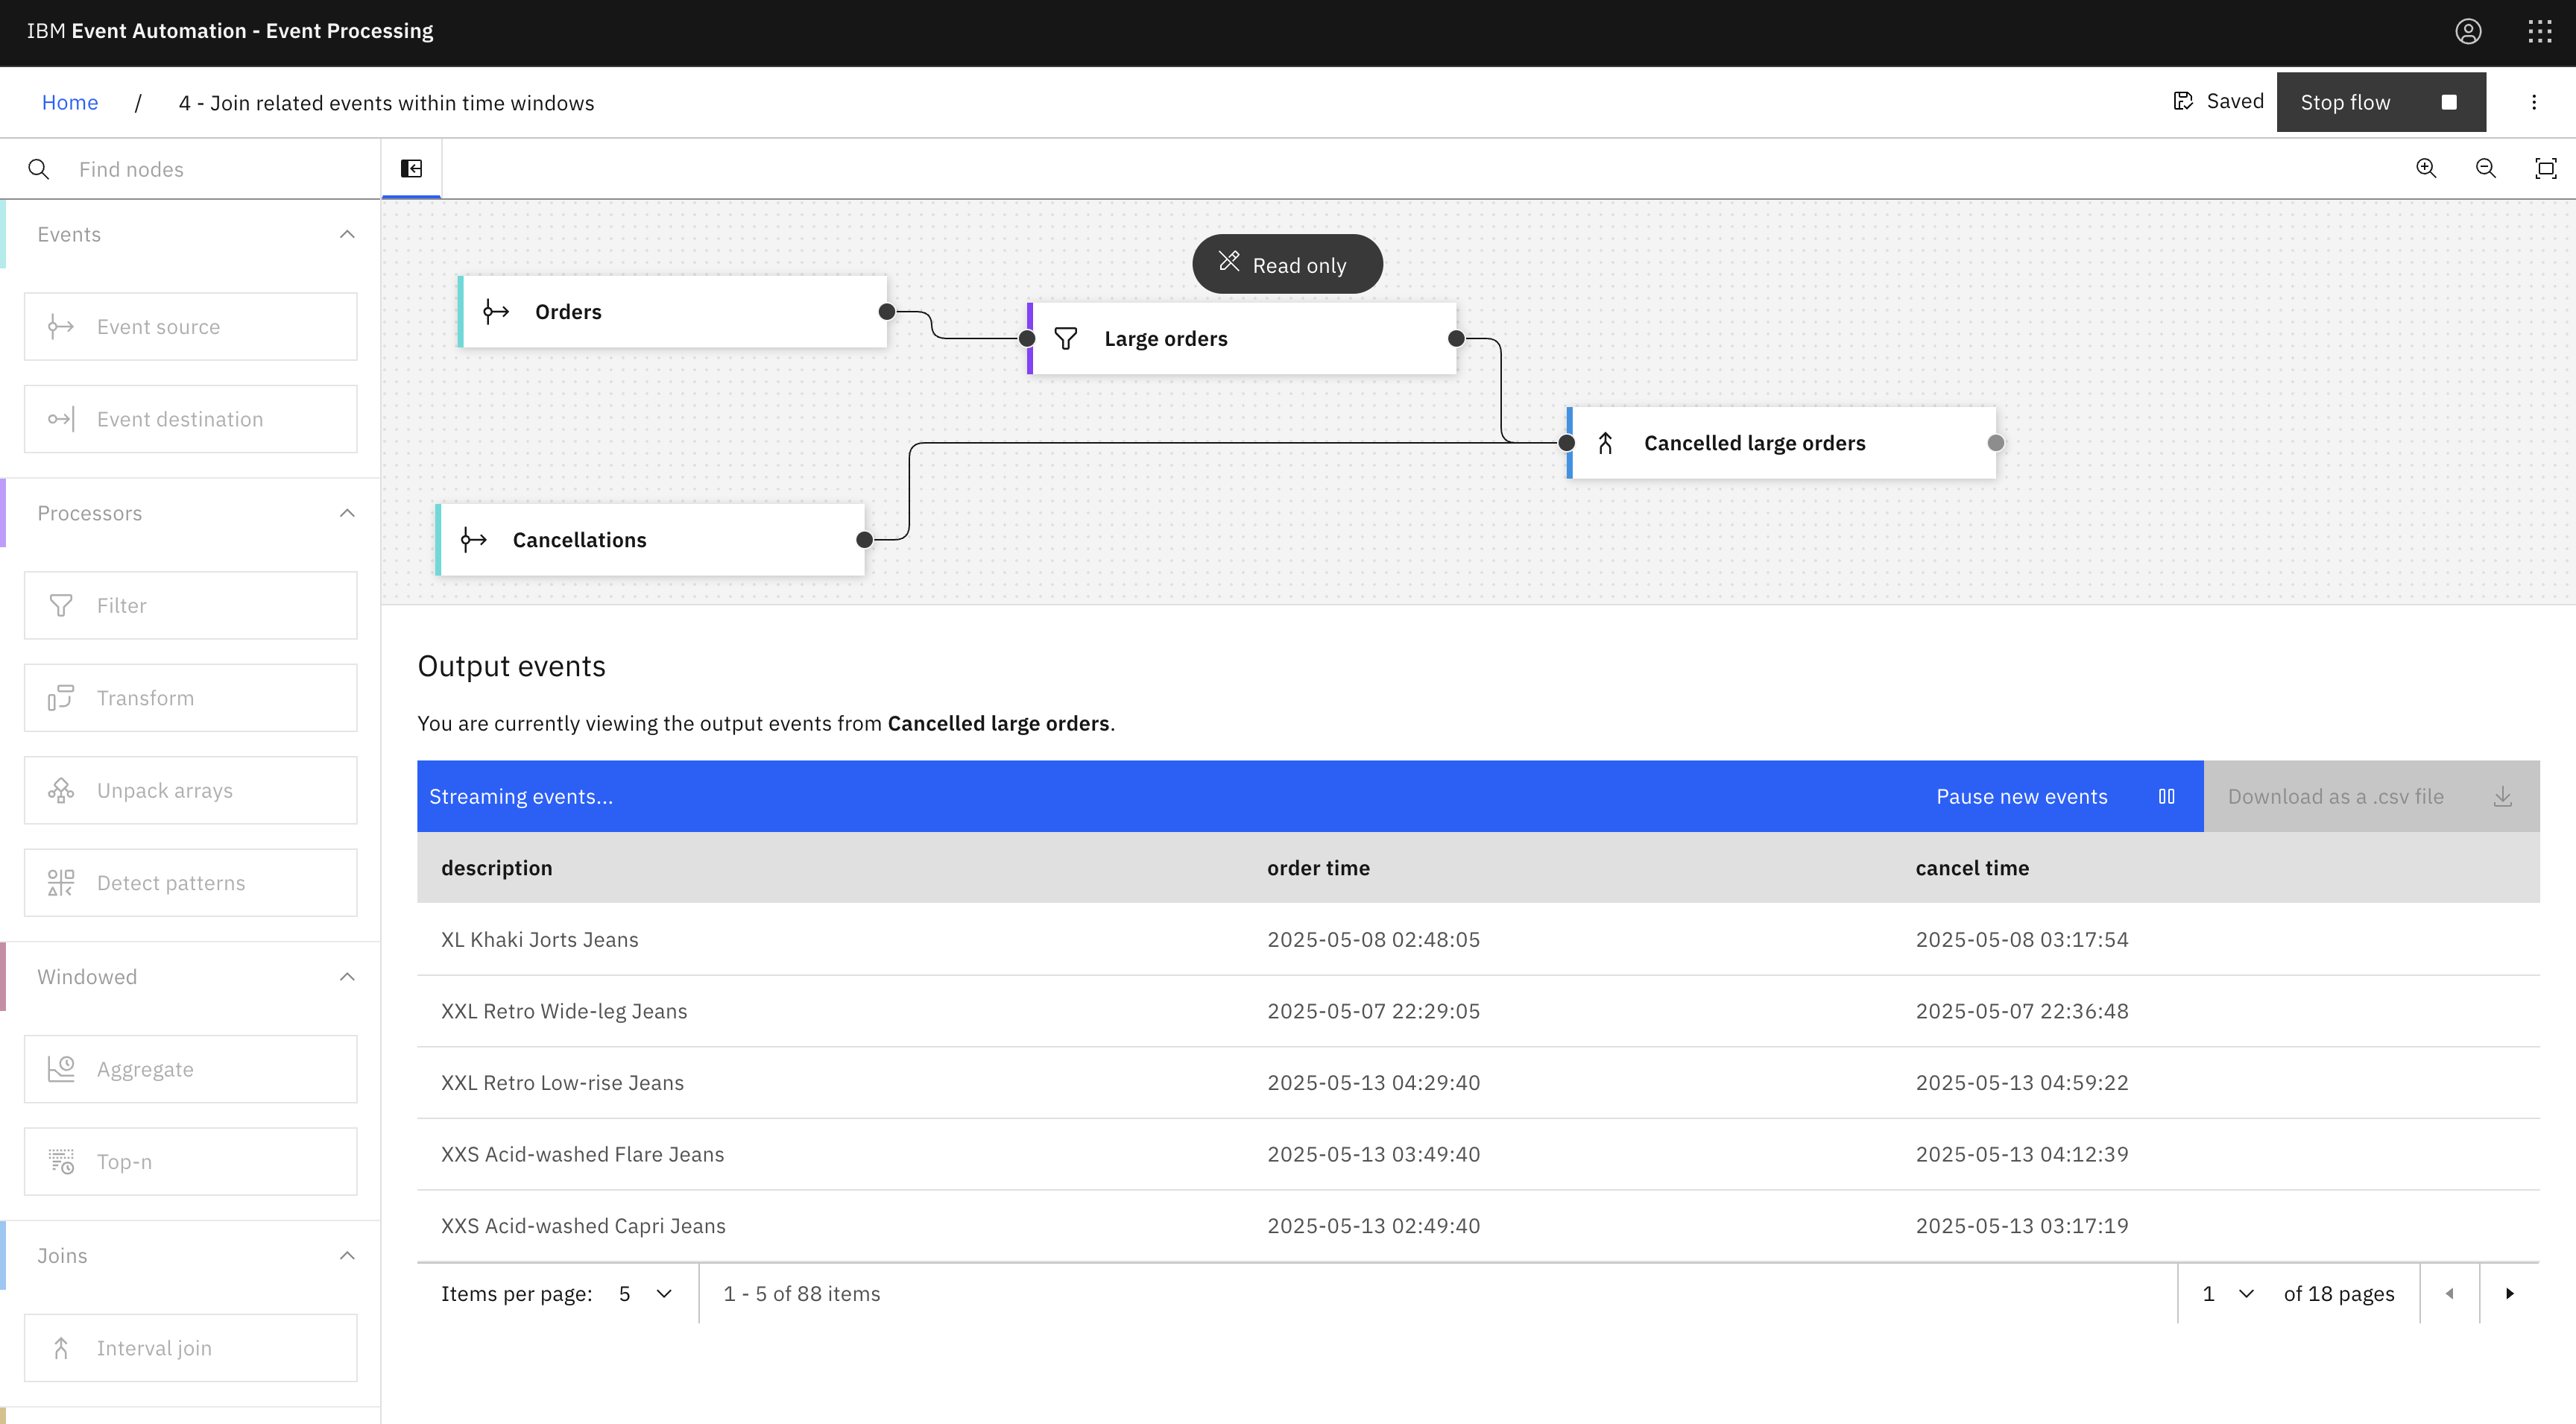 IBM Event Automation - Event Processing
Home / 4 - Join related events within time windows
Saved
Stop flow
Find nodes
Events
Event source
Event destination
Processors
Filter
Transform
Unpack arrays
Detect patterns
Windowed
Aggregate
Top-n
Joins
Interval join
Read only
Orders
Large orders
Cancelled large orders
Cancellations
Output events
You are currently viewing the output events from Cancelled large orders.
Streaming events...
Pause new events
Download as a .csv file
description order time cancel time
XL Khaki Jorts Jeans 2025-05-08 02:48:05 2025-05-08 03:17:54
XXL Retro Wide-leg Jeans 2025-05-07 22:29:05 2025-05-07 22:36:48
XXL Retro Low-rise Jeans 2025-05-13 04:29:40 2025-05-13 04:59:22
XXS Acid-washed Flare Jeans 2025-05-13 03:49:40 2025-05-13 04:12:39
XXS Acid-washed Capri Jeans 2025-05-13 02:49:40 2025-05-13 03:17:19
Items per page: 5 1 - 5 of 88 items 1 of 18 pages